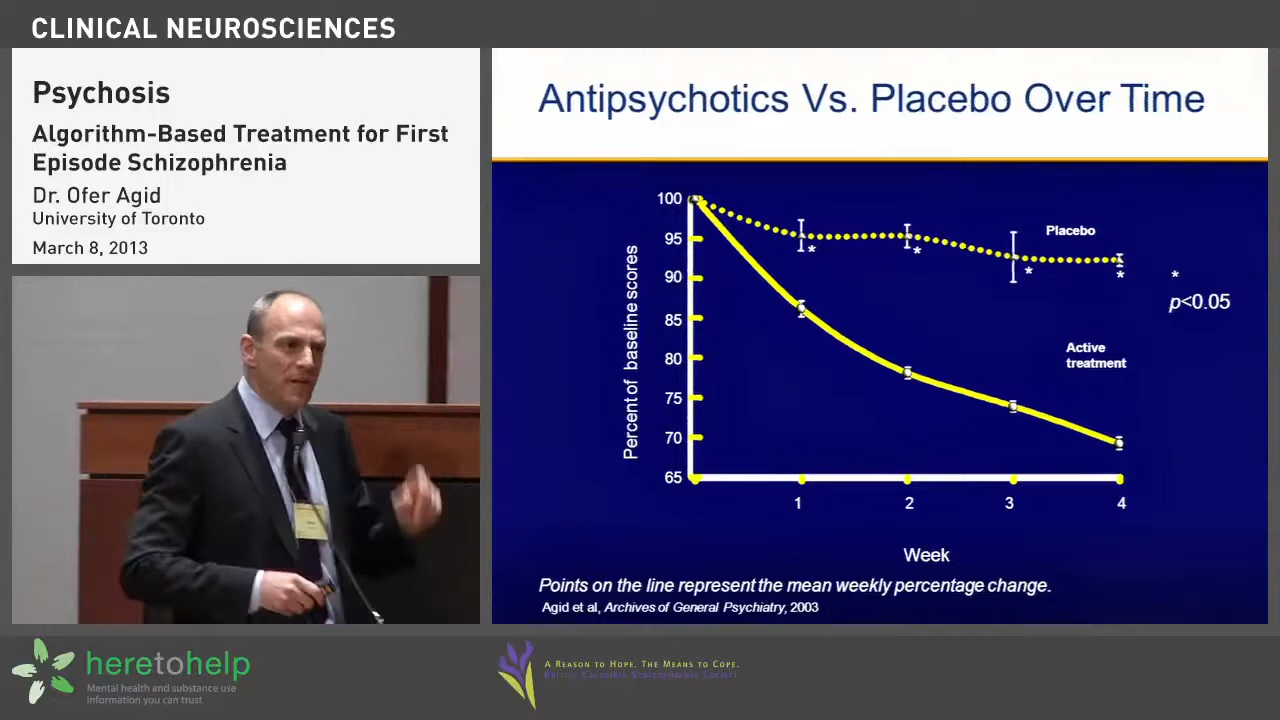 CLINICAL NEUROSCIENCES
Psychosis
Algorithm-Based Treatment for First
Episode Schizophrenia
Dr. Ofer Agid
University of Toronto
March 8, 2013
Antipsychotics Vs. Placebo Over Time
Percent of baseline scores
100
95
90
85
80
75
70
65
Placebo
* * * *
*
p<0.05
Active
treatment
1 2 3 4
Week
Points on the line represent the mean weekly percentage change.
Agid et al, Archives of General Psychiatry, 2003
heretohelp
Mental health and substance use
information you can trust
A REASON TO HOPE. THE MEANS TO COPE.
BRITISH COLUMBIA SCHIZOPHRENIA SOCIETY